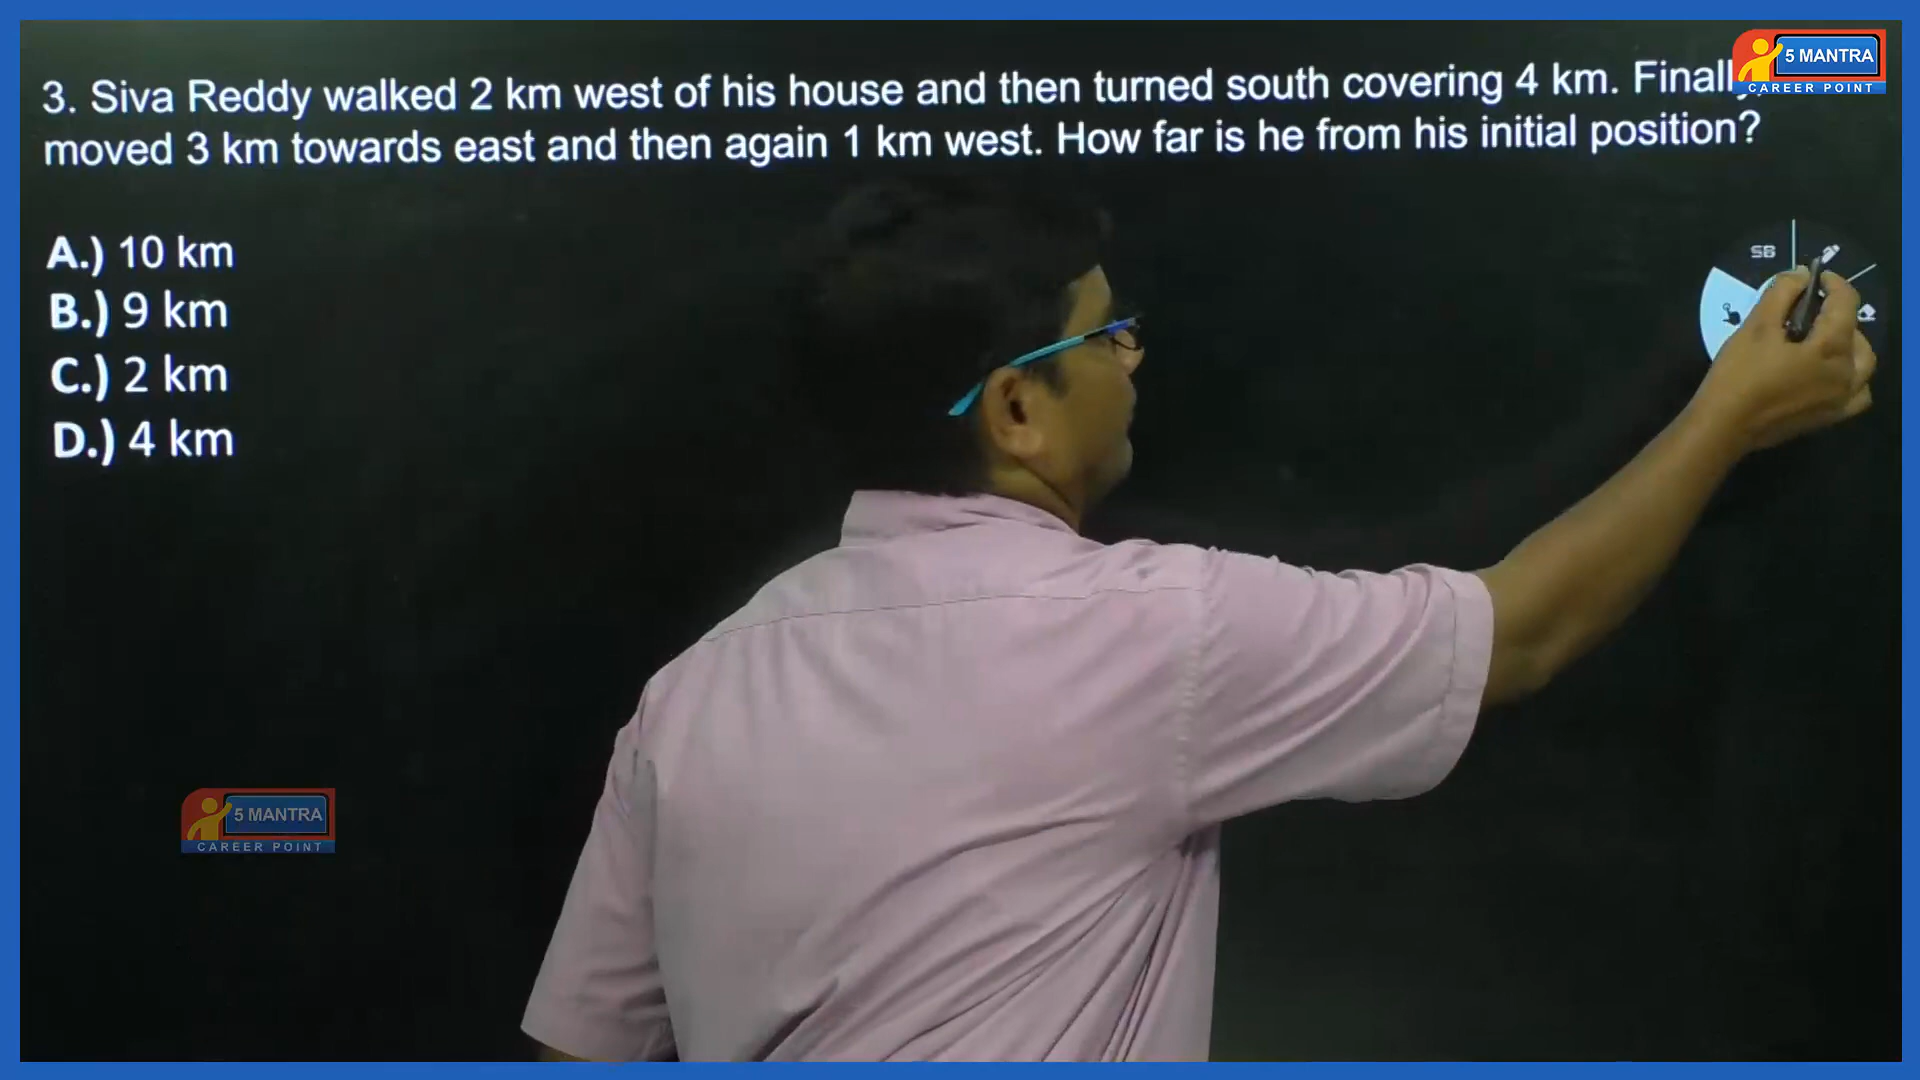 3. Siva Reddy walked 2 km west of his house and then turned south covering 4 km. Finally,
moved 3 km towards east and then again 1 km west. How far is he from his initial position?
A.) 10 km
B.) 9 km
C.) 2 km
D.) 4 km
5 MANTRA
CAREER POINT
SB
5 MANTRA
CAREER POINT